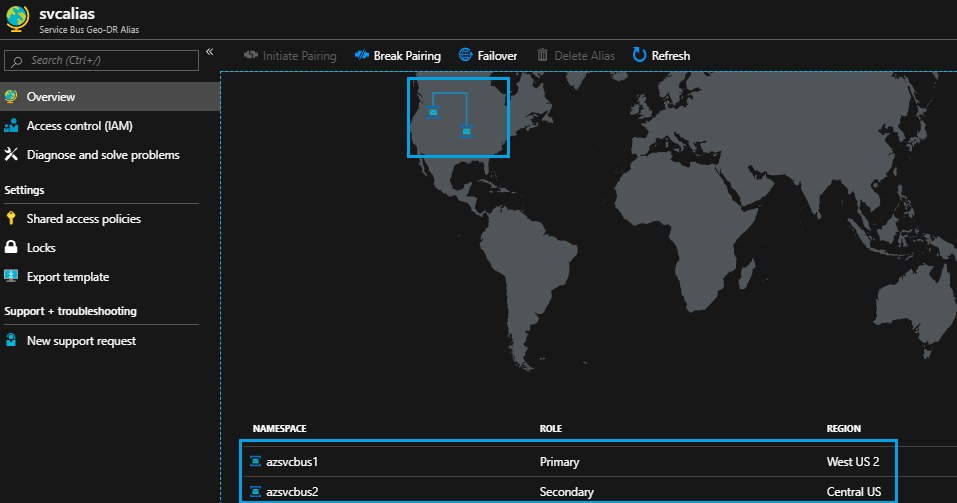 svcalias
Service Bus Geo-DR Alias
Search (Ctrl+/)
«
Initiate Pairing
Break Pairing
Failover
Delete Alias
Refresh
Overview
Access control (IAM)
Diagnose and solve problems
Settings
Shared access policies
Locks
Export template
Support + troubleshooting
New support request
NAMESPACE ROLE REGION
azsvcbus1 Primary West US 2
azsvcbus2 Secondary Central US